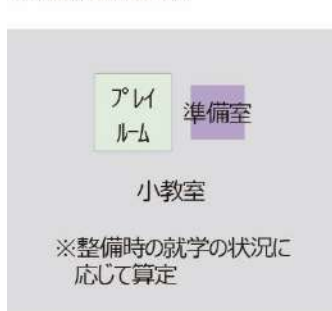 プレイ
ルーム
準備室
小教室
※整備時の就学の状況に
応じて算定